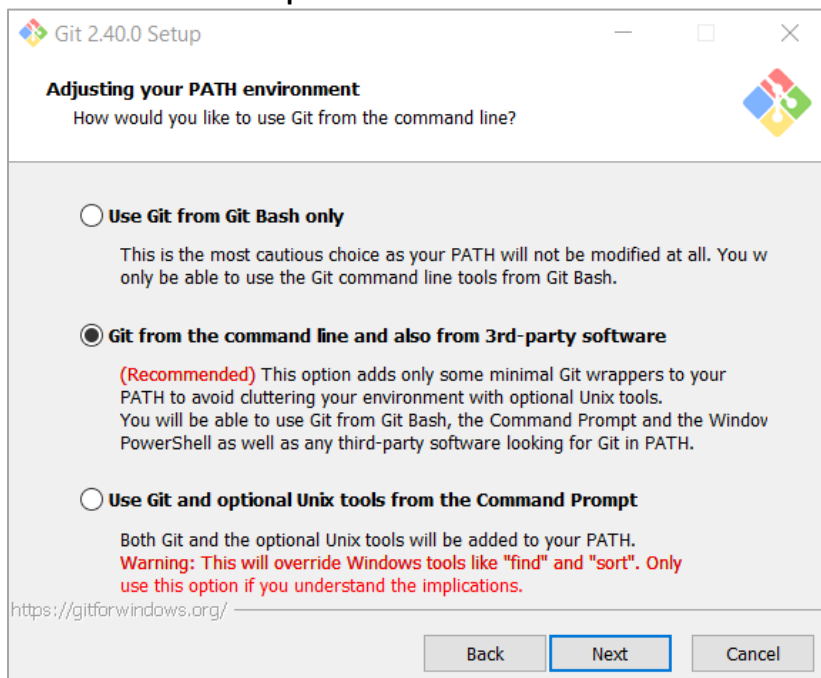 Git 2.40.0 Setup
Adjusting your PATH environment
How would you like to use Git from the command line?
Use Git from Git Bash only
This is the most cautious choice as your PATH will not be modified at all. You w
only be able to use the Git command line tools from Git Bash.
Git from the command line and also from 3rd-party software
(Recommended) This option adds only some minimal Git wrappers to your
PATH to avoid cluttering your environment with optional Unix tools.
You will be able to use Git from Git Bash, the Command Prompt and the Window
PowerShell as well as any third-party software looking for Git in PATH.
Use Git and optional Unix tools from the Command Prompt
Both Git and the optional Unix tools will be added to your PATH.
Warning: This will override Windows tools like "find" and "sort". Only
use this option if you understand the implications.
https://gitforwindows.org/
Back Next Cancel